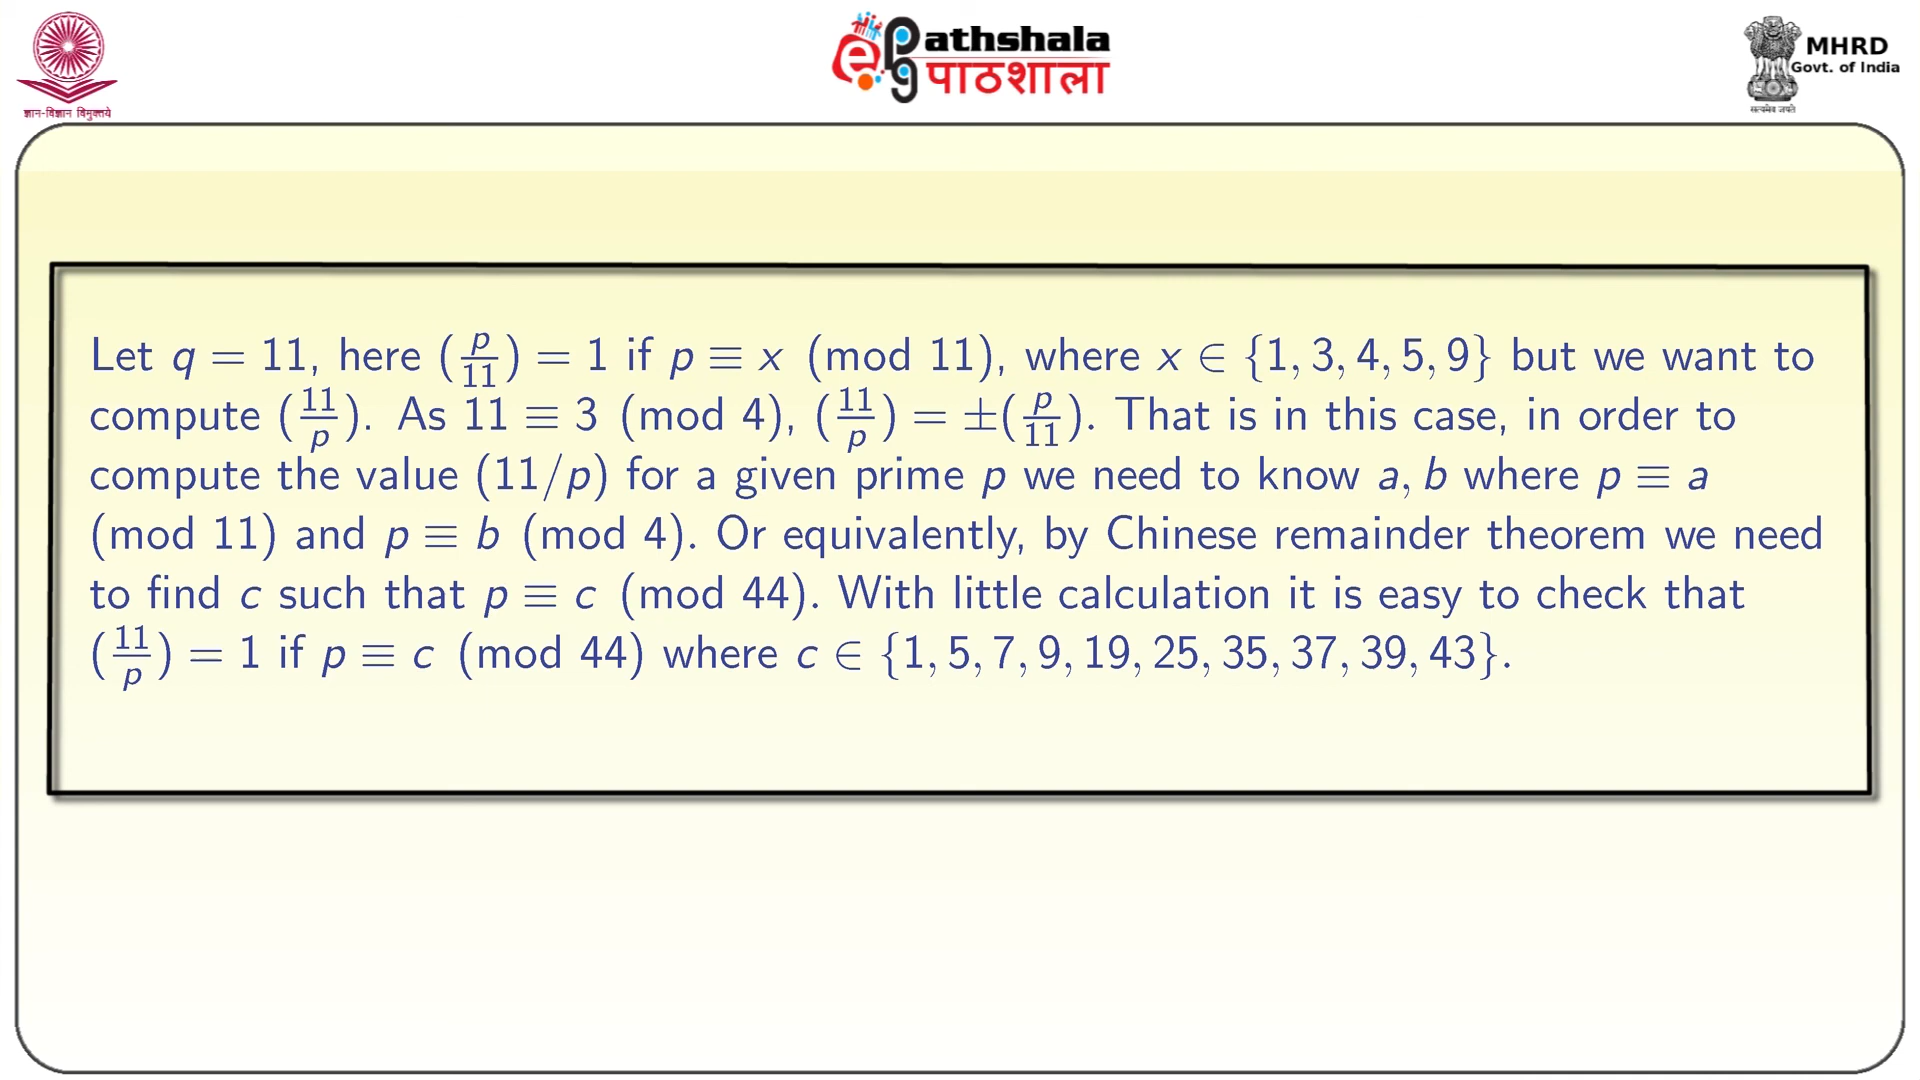 ज्ञान-विज्ञान विमुक्तये
ePG Pathshala
पाठशाला
MHRD
Govt. of India
सत्यमेव जयते
Let q = 11, here (p/11) = 1 if p ≡ x (mod 11), where x ∈ {1, 3, 4, 5, 9} but we want to
compute (11/p). As 11 ≡ 3 (mod 4), (11/p) = ±(p/11). That is in this case, in order to
compute the value (11/p) for a given prime p we need to know a, b where p ≡ a
(mod 11) and p ≡ b (mod 4). Or equivalently, by Chinese remainder theorem we need
to find c such that p ≡ c (mod 44). With little calculation it is easy to check that
(11/p) = 1 if p ≡ c (mod 44) where c ∈ {1, 5, 7, 9, 19, 25, 35, 37, 39, 43}.